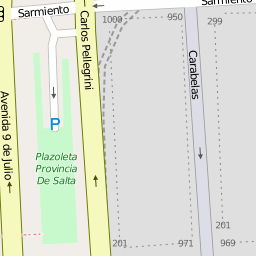 Sarmiento
Sarmiento
1000
950
299
Carlos Pellegrini
Carabelas
P
Avenida 9 de Julio
Plazoleta
Provincia
De Salta
201
971
201
969